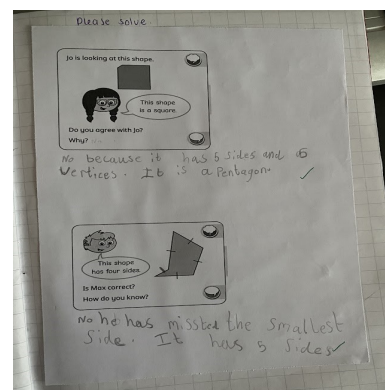 Please solve.
Jo is looking at this shape.
This shape
is a square.
Do you agree with Jo?
Why?
No because it has 5 sides and 6
Vertices. It is a Pentagon.
This shape
has four sides.
Is Max correct?
How do you know?
No he has missted the smallest
side. It has 5 sides